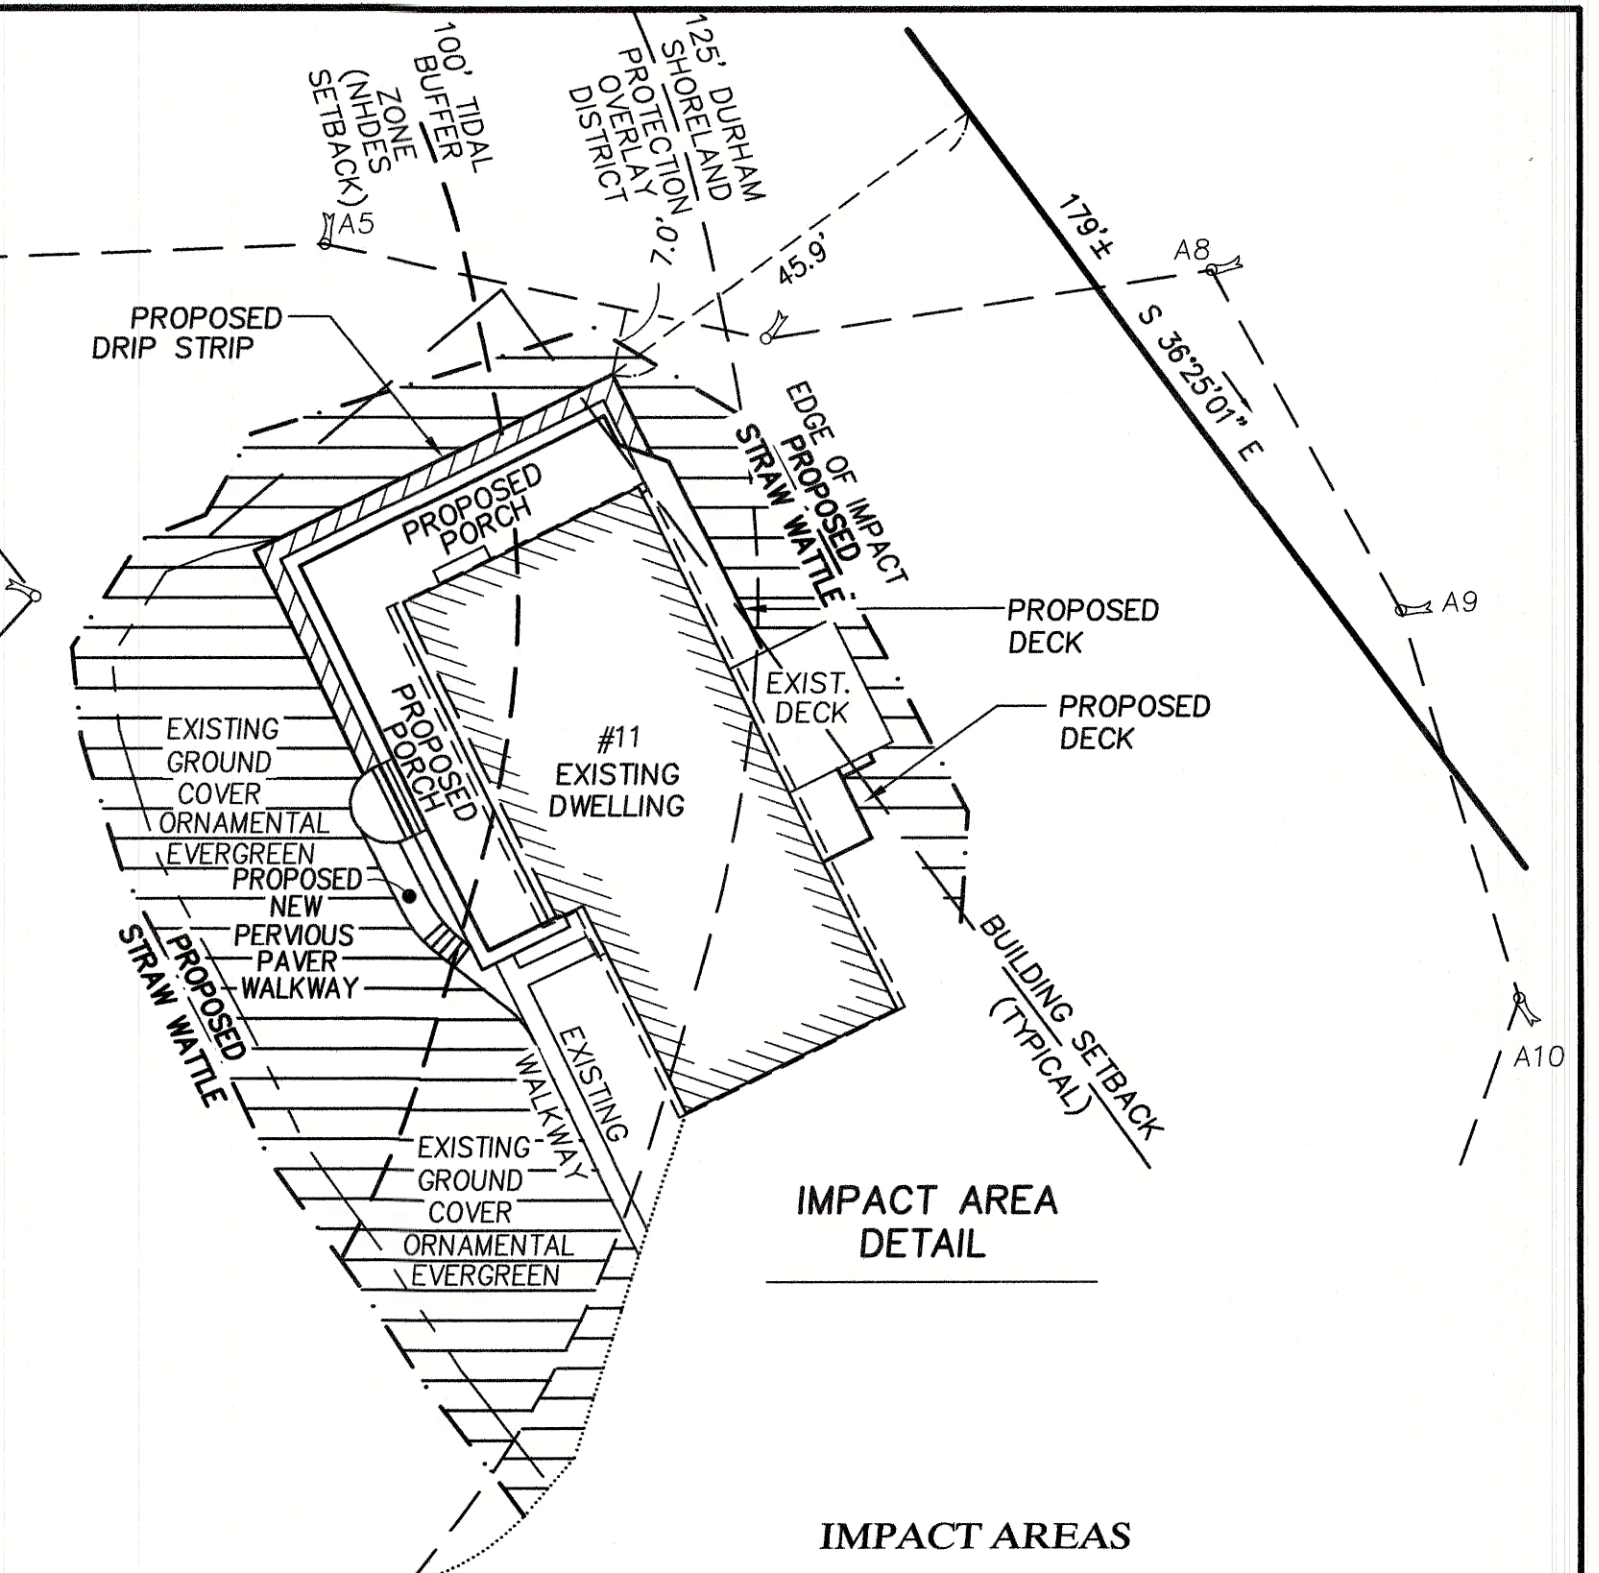 100' TIDAL
BUFFER
ZONE
(NHDES
SETBACK)
125' DURHAM
SHORELAND
PROTECTION
OVERLAY
DISTRICT
A5
7.0'
45.9'
179'±
S 36°25'01" E
A8
A9
A10
PROPOSED
DRIP STRIP
EDGE OF IMPACT
PROPOSED
STRAW WATTLE
PROPOSED
PORCH
PROPOSED
DECK
EXIST.
DECK
PROPOSED
DECK
PROPOSED
PORCH
#11
EXISTING
DWELLING
EXISTING
GROUND
COVER
ORNAMENTAL
EVERGREEN
PROPOSED
NEW
PERVIOUS
PAVER
WALKWAY
PROPOSED
STRAW WATTLE
EXISTING
WALKWAY
BUILDING SETBACK
(TYPICAL)
EXISTING
GROUND
COVER
ORNAMENTAL
EVERGREEN
IMPACT AREA
DETAIL
IMPACT AREAS